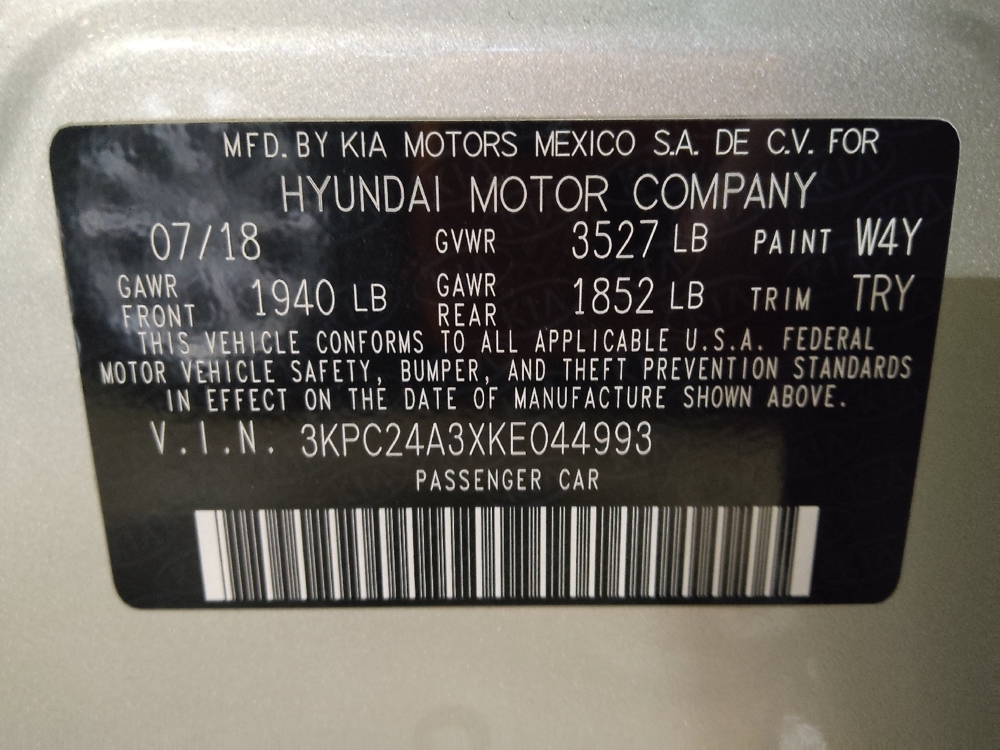 MFD. BY KIA MOTORS MEXICO S.A. DE C.V. FOR
HYUNDAI MOTOR COMPANY
07/18 GVWR 3527 LB PAINT W4Y
GAWR FRONT 1940 LB GAWR REAR 1852 LB TRIM TRY
THIS VEHICLE CONFORMS TO ALL APPLICABLE U.S.A. FEDERAL
MOTOR VEHICLE SAFETY, BUMPER, AND THEFT PREVENTION STANDARDS
IN EFFECT ON THE DATE OF MANUFACTURE SHOWN ABOVE.
V.I.N. 3KPC24A3XKE044993
PASSENGER CAR